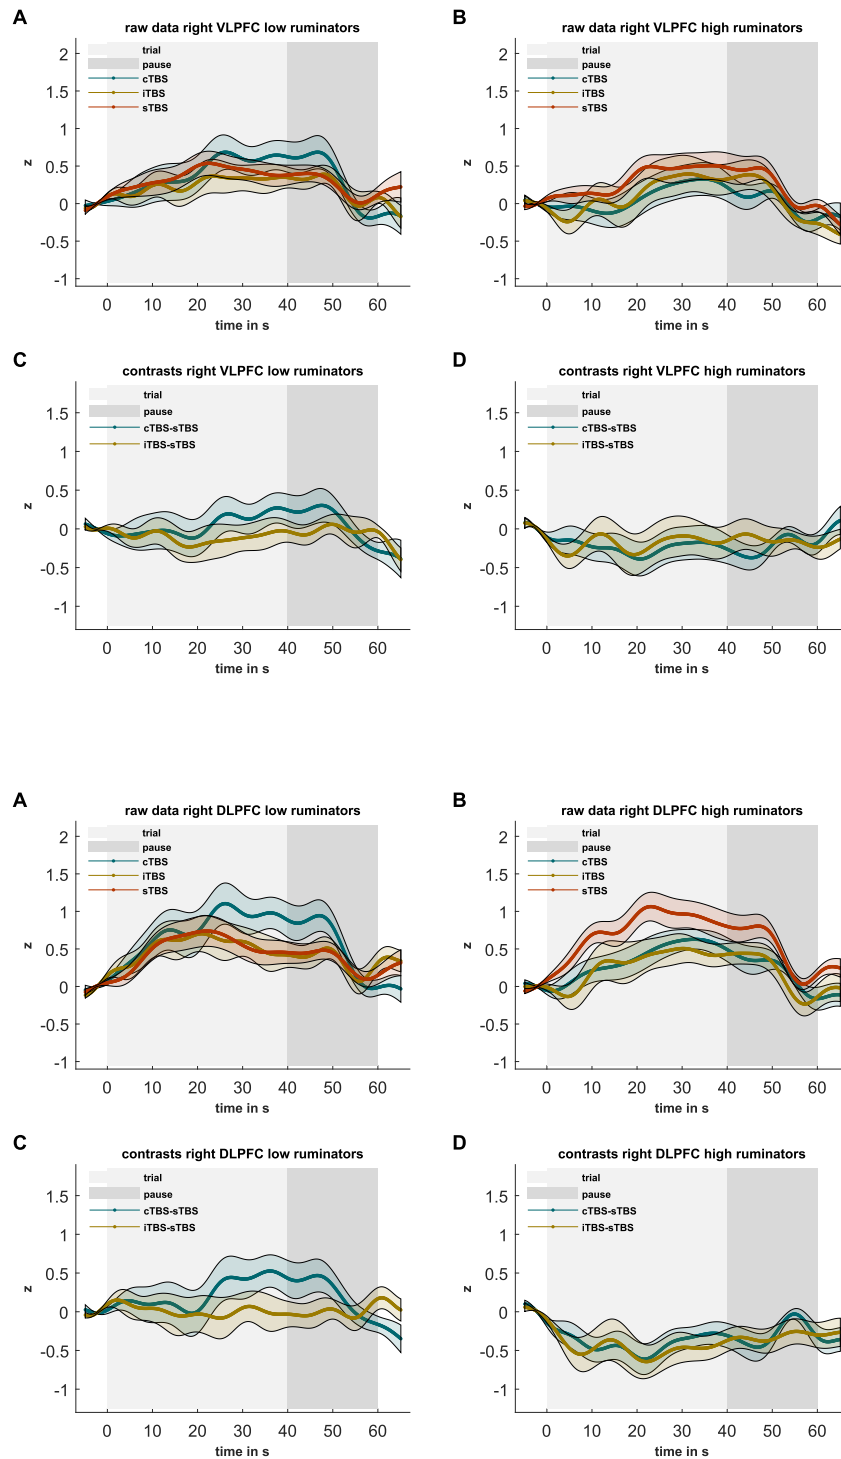 A
raw data right VLPFC low ruminators
trial
pause
cTBS
iTBS
sTBS
2
1.5
1
0.5
0
-0.5
-1
z
0 10 20 30 40 50 60
time in s
B
raw data right VLPFC high ruminators
trial
pause
cTBS
iTBS
sTBS
2
1.5
1
0.5
0
-0.5
-1
z
0 10 20 30 40 50 60
time in s
C
contrasts right VLPFC low ruminators
trial
pause
cTBS-sTBS
iTBS-sTBS
1.5
1
0.5
0
-0.5
-1
z
0 10 20 30 40 50 60
time in s
D
contrasts right VLPFC high ruminators
trial
pause
cTBS-sTBS
iTBS-sTBS
1.5
1
0.5
0
-0.5
-1
z
0 10 20 30 40 50 60
time in s
A
raw data right DLPFC low ruminators
trial
pause
cTBS
iTBS
sTBS
2
1.5
1
0.5
0
-0.5
-1
z
0 10 20 30 40 50 60
time in s
B
raw data right DLPFC high ruminators
trial
pause
cTBS
iTBS
sTBS
2
1.5
1
0.5
0
-0.5
-1
z
0 10 20 30 40 50 60
time in s
C
contrasts right DLPFC low ruminators
trial
pause
cTBS-sTBS
iTBS-sTBS
1.5
1
0.5
0
-0.5
-1
z
0 10 20 30 40 50 60
time in s
D
contrasts right DLPFC high ruminators
trial
pause
cTBS-sTBS
iTBS-sTBS
1.5
1
0.5
0
-0.5
-1
z
0 10 20 30 40 50 60
time in s